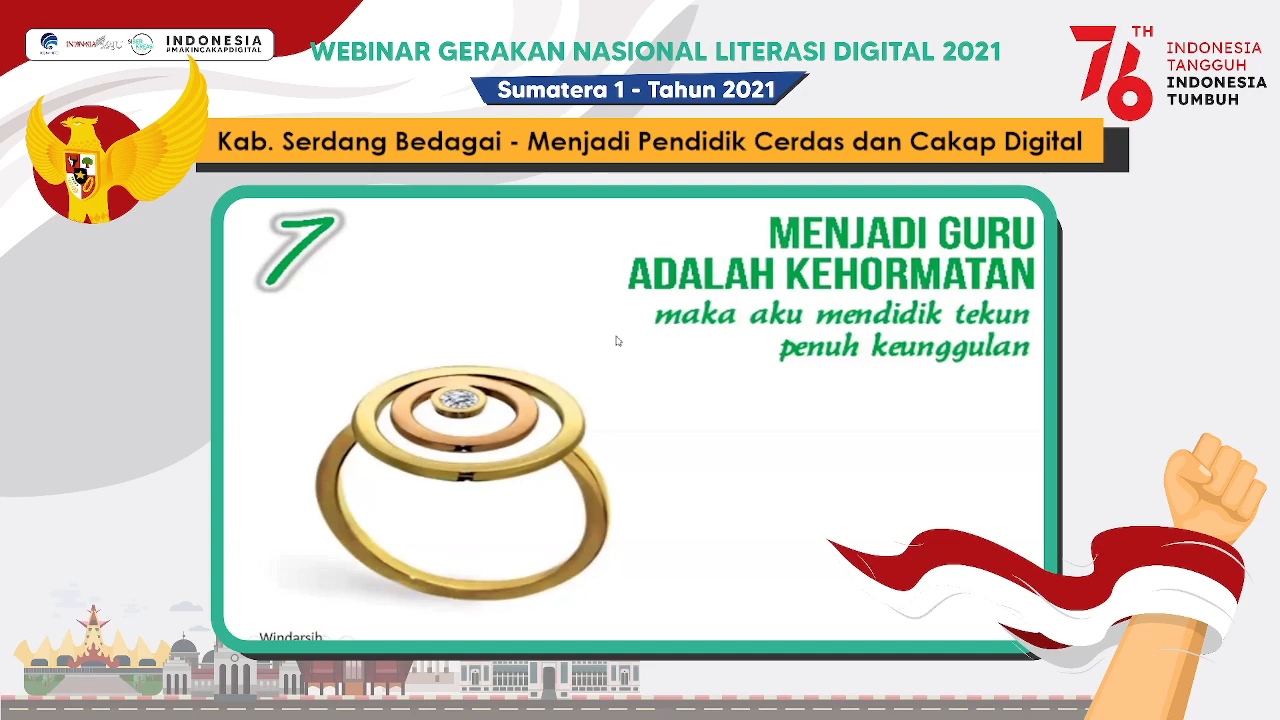 INDONESIA
#MAKINCAKAPDIGITAL
WEBINAR GERAKAN NASIONAL LITERASI DIGITAL 2021
Sumatera 1 - Tahun 2021
76 TH
INDONESIA
TANGGUH
INDONESIA
TUMBUH
Kab. Serdang Bedagai - Menjadi Pendidik Cerdas dan Cakap Digital
7
MENJADI GURU
ADALAH KEHORMATAN
maka aku mendidik tekun
penuh keunggulan
Windarsih